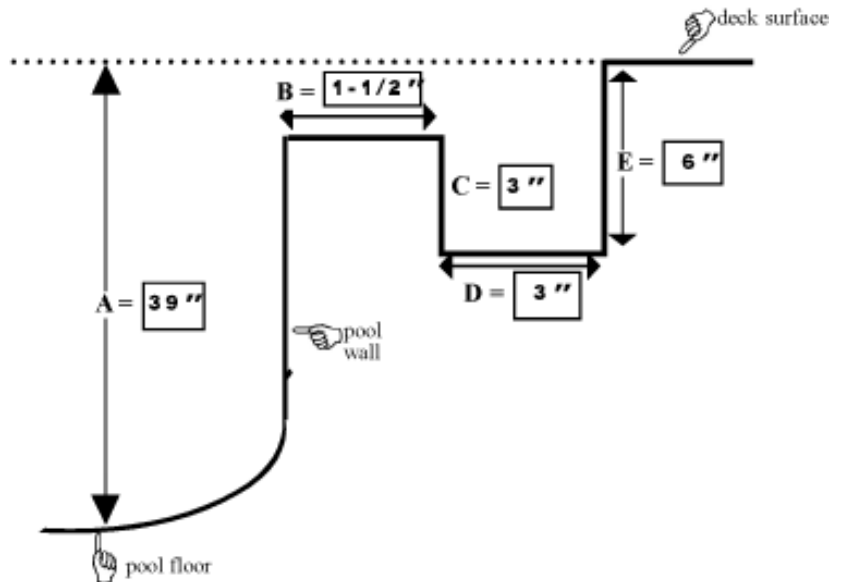 deck surface
B = 1-1/2"
C = 3"
E = 6"
D = 3"
A = 39"
pool
wall
pool floor